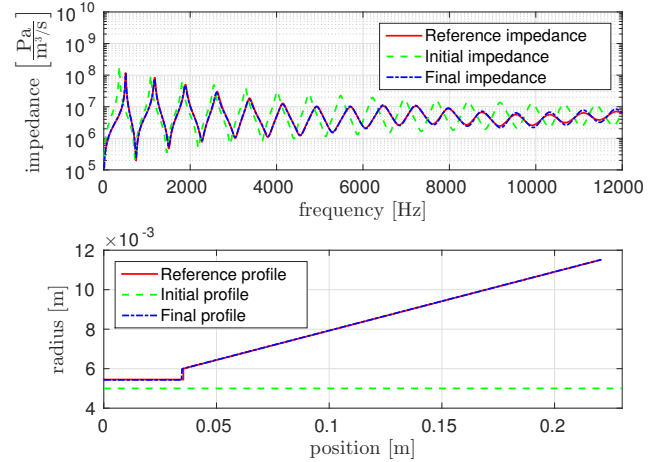 10^10
10^9
10^8
10^7
10^6
10^5
impedance [Pa / m³/s]
Reference impedance
Initial impedance
Final impedance
0 2000 4000 6000 8000 10000 12000
frequency [Hz]
×10^-3
12
10
8
6
4
radius [m]
Reference profile
Initial profile
Final profile
0 0.05 0.1 0.15 0.2
position [m]